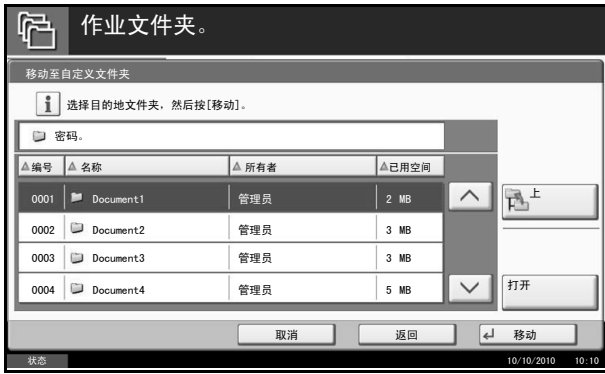 作业文件夹。
移动至自定义文件夹
选择目的地文件夹, 然后按[移动]。
密码。
编号 名称 所有者 已用空间
0001 Document1 管理员 2 MB
0002 Document2 管理员 3 MB
0003 Document3 管理员 3 MB
0004 Document4 管理员 5 MB
上
打开
取消 返回 移动
状态 10/10/2010 10:10